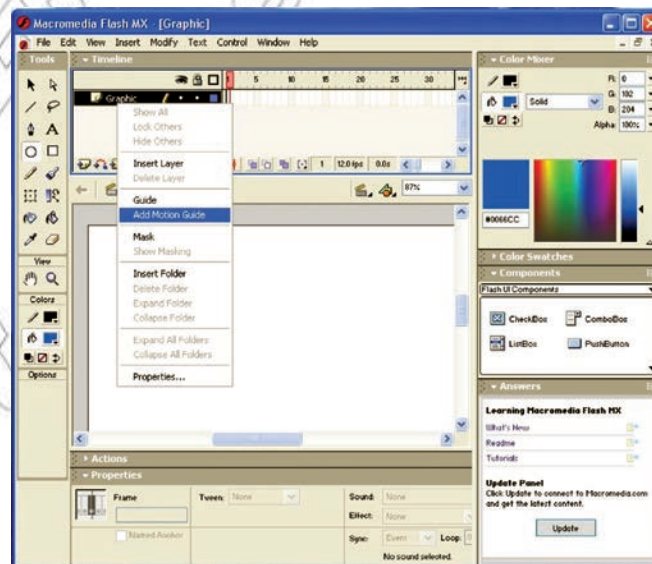 Macromedia Flash MX - [Graphic]
File Edit View Insert Modify Text Control Window Help
Tools
Timeline
1 5 10 15 20 25 30
Graphic
1 12.0 fps 0.0s
87%
Show All
Lock Others
Hide Others
Insert Layer
Delete Layer
Guide
Add Motion Guide
Mask
Show Masking
Insert Folder
Delete Folder
Expand Folder
Collapse Folder
Expand All Folders
Collapse All Folders
Properties...
View
Colors
Options
Color Mixer
R: 0
Solid
G: 102
B: 204
Alpha: 100%
#0066CC
Color Swatches
Components
Flash UI Components
CheckBox ComboBox
ListBox PushButton
Answers
Learning Macromedia Flash MX
What's New
Readme
Tutorials
Update Panel
Click Update to connect to Macromedia.com
and get the latest content.
Update
Actions
Properties
Frame Tween: None Sound: None
Effect: None
Named Anchor Sync: Event Loop: 0
No sound selected.